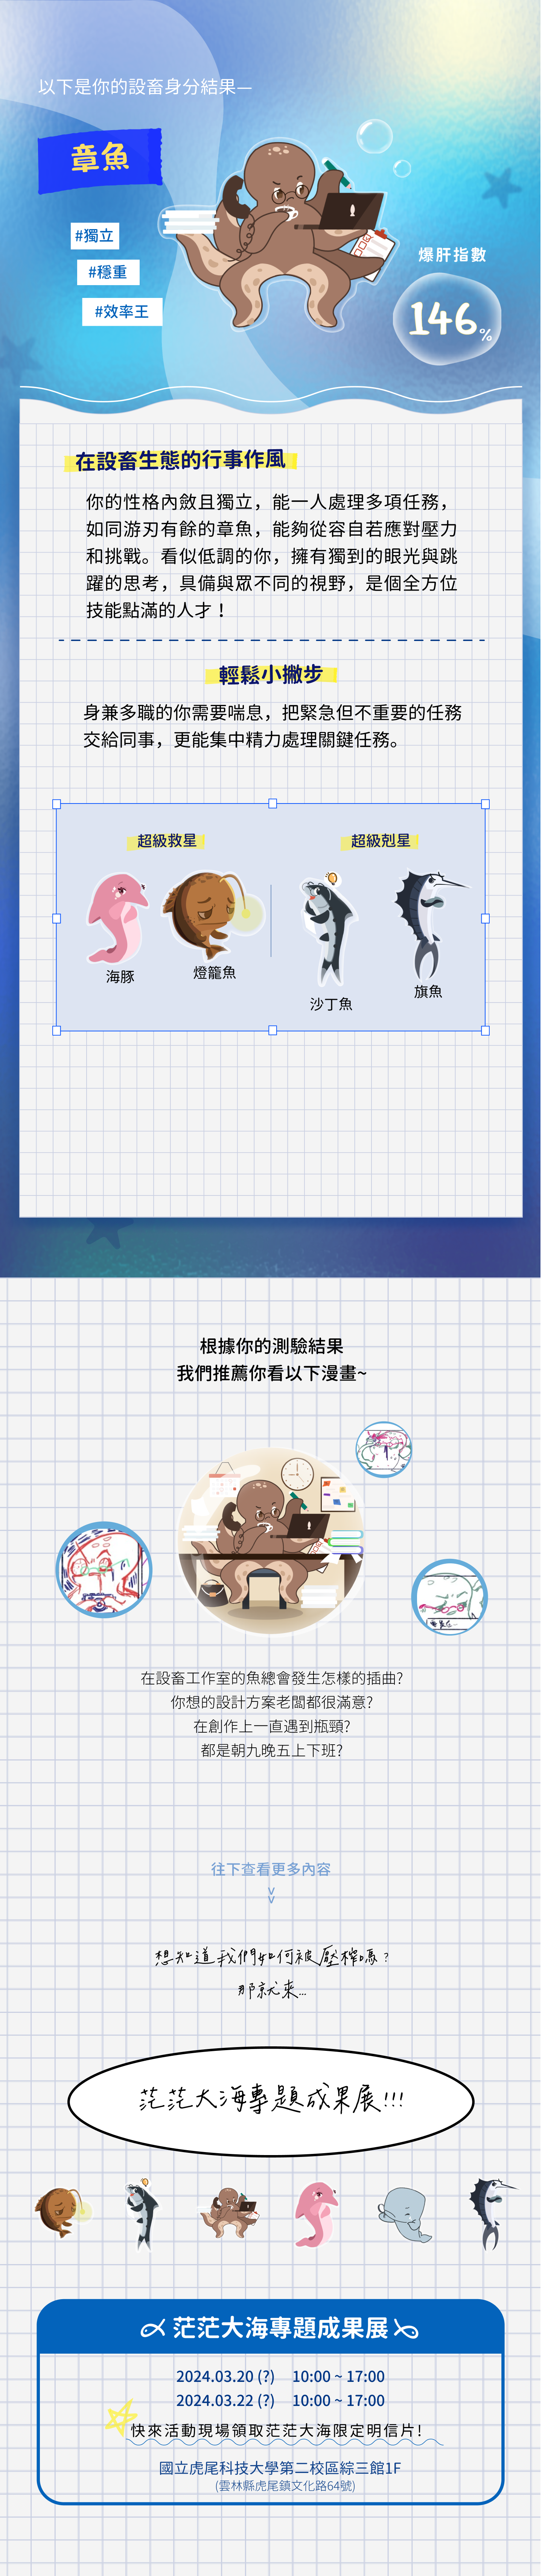 以下是你的設畜身分結果—
章魚
#獨立
#穩重
#效率王
爆肝指數
146%
在設畜生態的行事作風
你的性格內斂且獨立，能一人處理多項任務，
如同游刃有餘的章魚，能夠從容自若應對壓力
和挑戰。看似低調的你，擁有獨到的眼光與跳
躍的思考，具備與眾不同的視野，是個全方位
技能點滿的人才！
輕鬆小撇步
身兼多職的你需要喘息，把緊急但不重要的任務
交給同事，更能集中精力處理關鍵任務。
超級救星
超級剋星
海豚
燈籠魚
沙丁魚
旗魚
根據你的測驗結果
我們推薦你看以下漫畫~
在設畜工作室的魚總會發生怎樣的插曲?
你想的設計方案老闆都很滿意?
在創作上一直遇到瓶頸?
都是朝九晚五上下班?
往下查看更多內容
想知道我們如何被壓榨嗎?
那就來...
茫茫大海專題成果展!!!
茫茫大海專題成果展
2024.03.20 (?) 10:00 ~ 17:00
2024.03.22 (?) 10:00 ~ 17:00
快來活動現場領取茫茫大海限定明信片!
國立虎尾科技大學第二校區綜三館1F
(雲林縣虎尾鎮文化路64號)